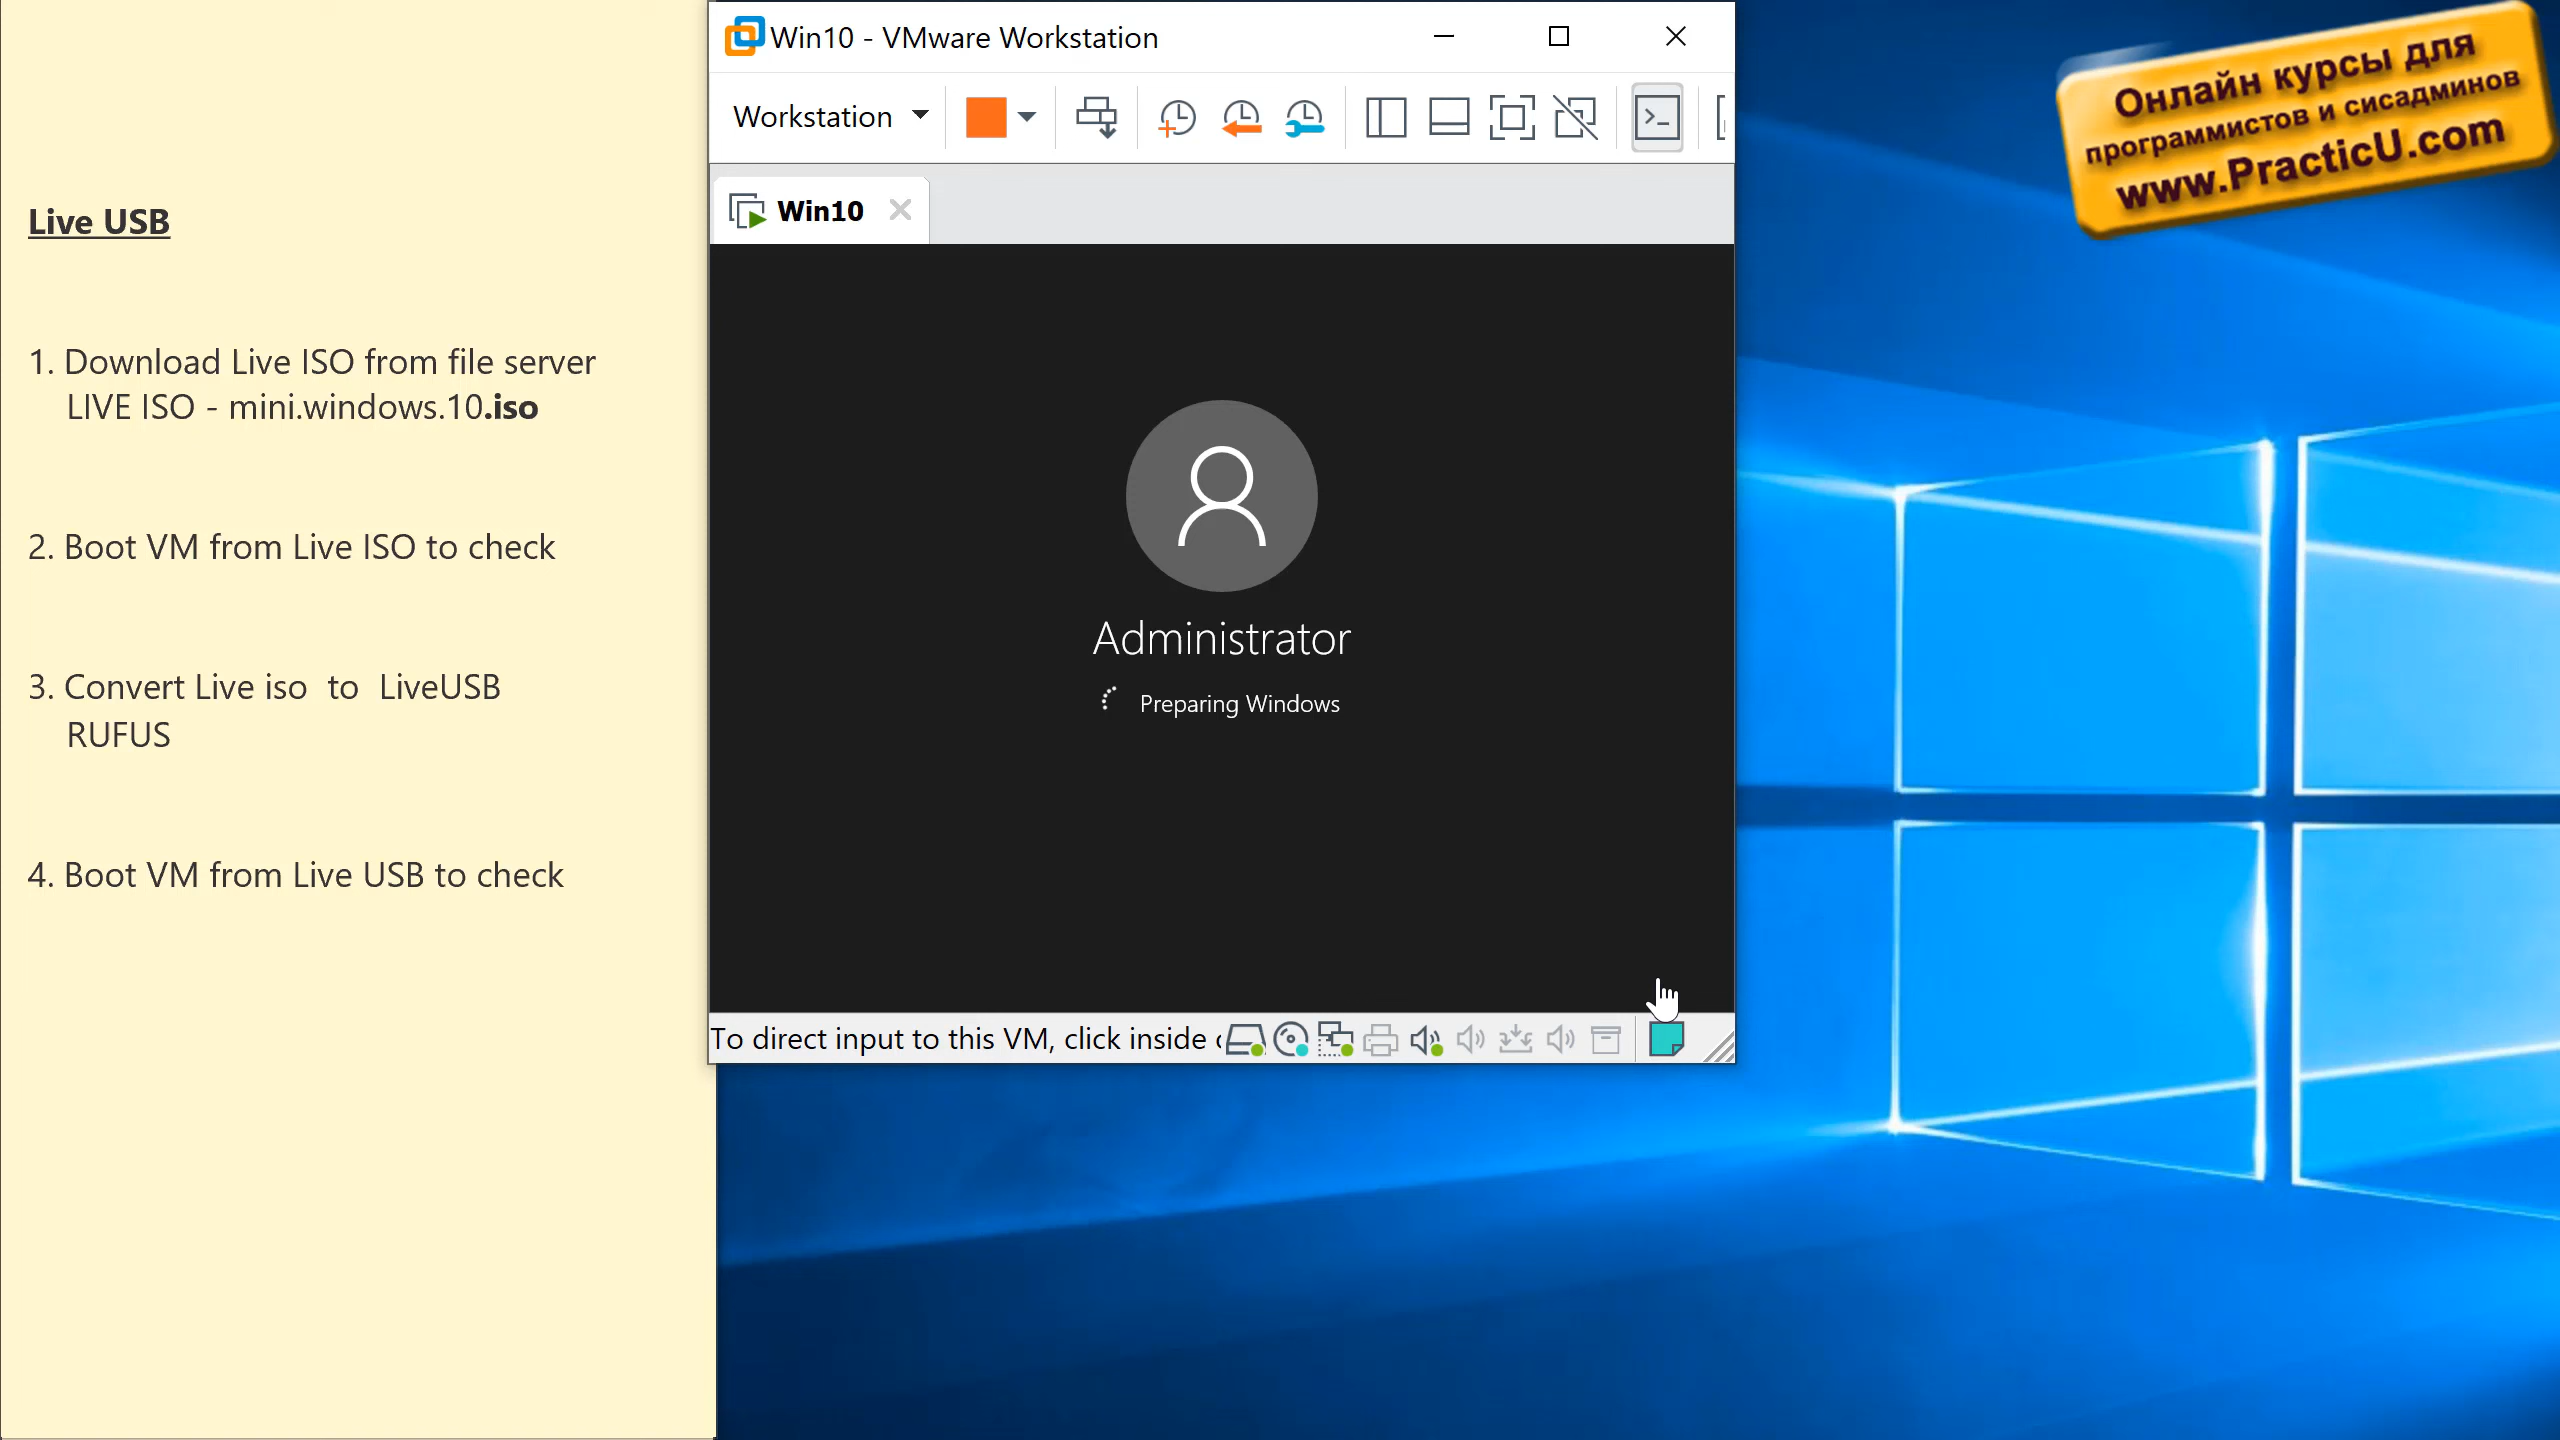 Live USB
1. Download Live ISO from file server
LIVE ISO - mini.windows.10.iso
2. Boot VM from Live ISO to check
3. Convert Live iso  to  LiveUSB
RUFUS
4. Boot VM from Live USB to check
Win10 - VMware Workstation
Workstation
Win10
Administrator
Preparing Windows
To direct input to this VM, click inside
Онлайн курсы для
программистов и сисадминов
www.PracticU.com